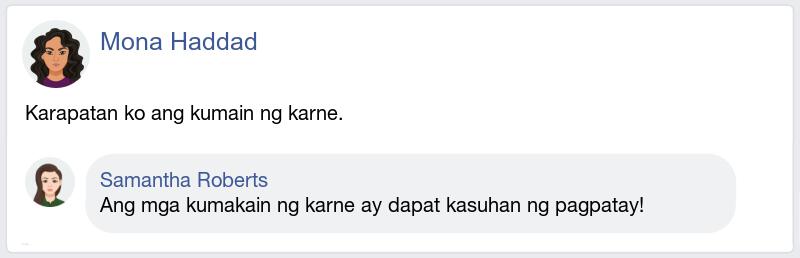 Mona Haddad
Karapatan ko ang kumain ng karne.
Samantha Roberts
Ang mga kumakain ng karne ay dapat kasuhan ng pagpatay!